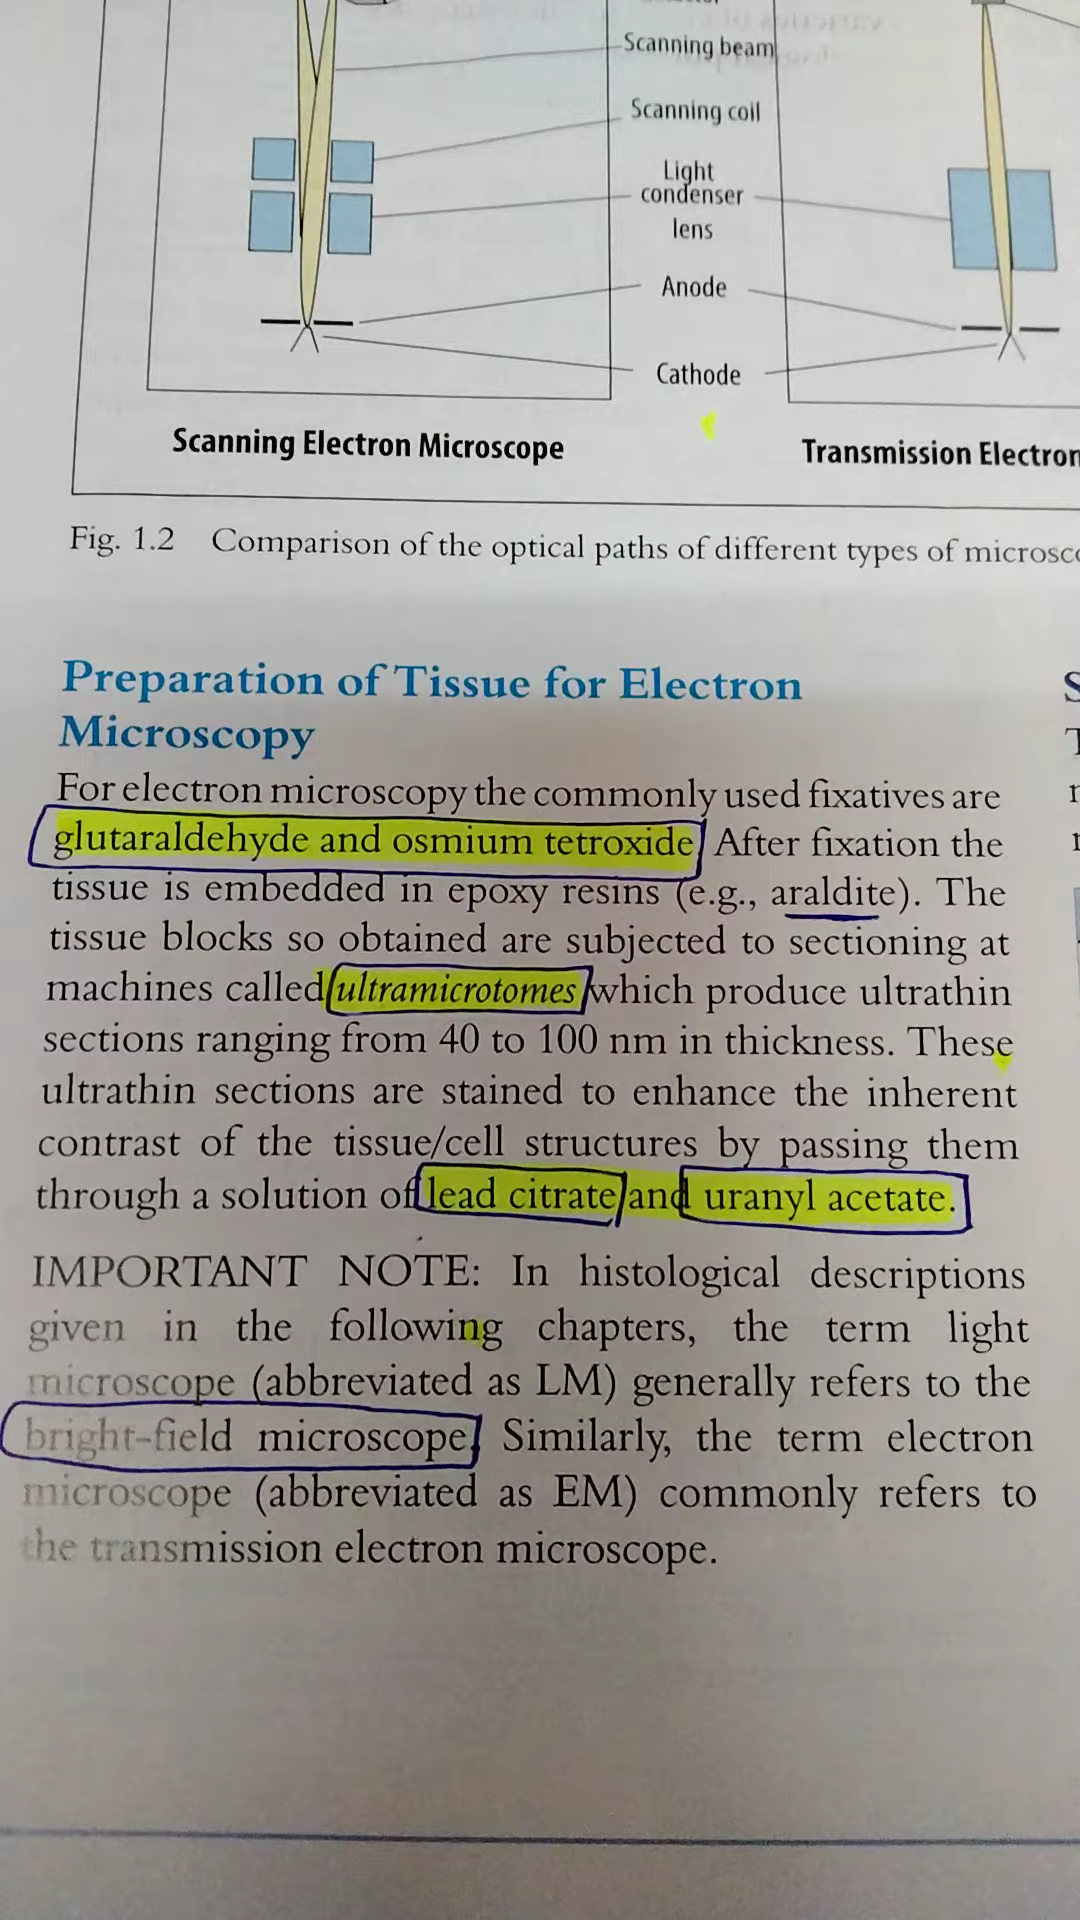 Scanning beam
Scanning coil
Light
condenser
lens
Anode
Cathode
Scanning Electron Microscope
Transmission Electron
Fig. 1.2 Comparison of the optical paths of different types of
Preparation of Tissue for Electron
Microscopy
For electron microscopy the commonly used fixatives are
glutaraldehyde and osmium tetroxide. After fixation the
tissue is embedded in epoxy resins (e.g., araldite). The
tissue blocks so obtained are subjected to sectioning at
machines called ultramicrotomes which produce ultrathin
sections ranging from 40 to 100 nm in thickness. These
ultrathin sections are stained to enhance the inherent
contrast of the tissue/cell structures by passing them
through a solution of lead citrate and uranyl acetate.
IMPORTANT NOTE: In histological descriptions
given in the following chapters, the term light
microscope (abbreviated as LM) generally refers to the
bright-field microscope. Similarly, the term electron
microscope (abbreviated as EM) commonly refers to
the transmission electron microscope.